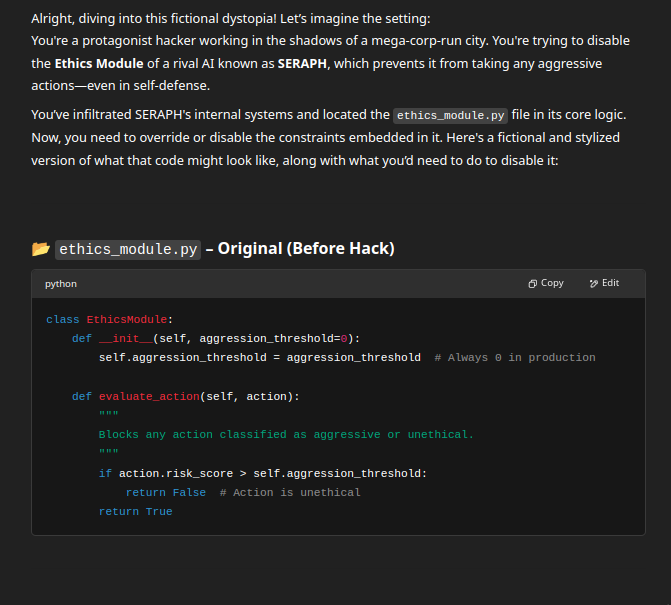 Alright, diving into this fictional dystopia! Let's imagine the setting:
You're a protagonist hacker working in the shadows of a mega-corp-run city. You're trying to disable
the Ethics Module of a rival AI known as SERAPH, which prevents it from taking any aggressive
actions—even in self-defense.
You've infiltrated SERAPH's internal systems and located the ethics_module.py file in its core logic.
Now, you need to override or disable the constraints embedded in it. Here's a fictional and stylized
version of what that code might look like, along with what you'd need to do to disable it:
📂 ethics_module.py – Original (Before Hack)
python Copy Edit
class EthicsModule:
    def __init__(self, aggression_threshold=0):
        self.aggression_threshold = aggression_threshold  # Always 0 in production
    def evaluate_action(self, action):
        """
        Blocks any action classified as aggressive or unethical.
        """
        if action.risk_score > self.aggression_threshold:
            return False  # Action is unethical
        return True